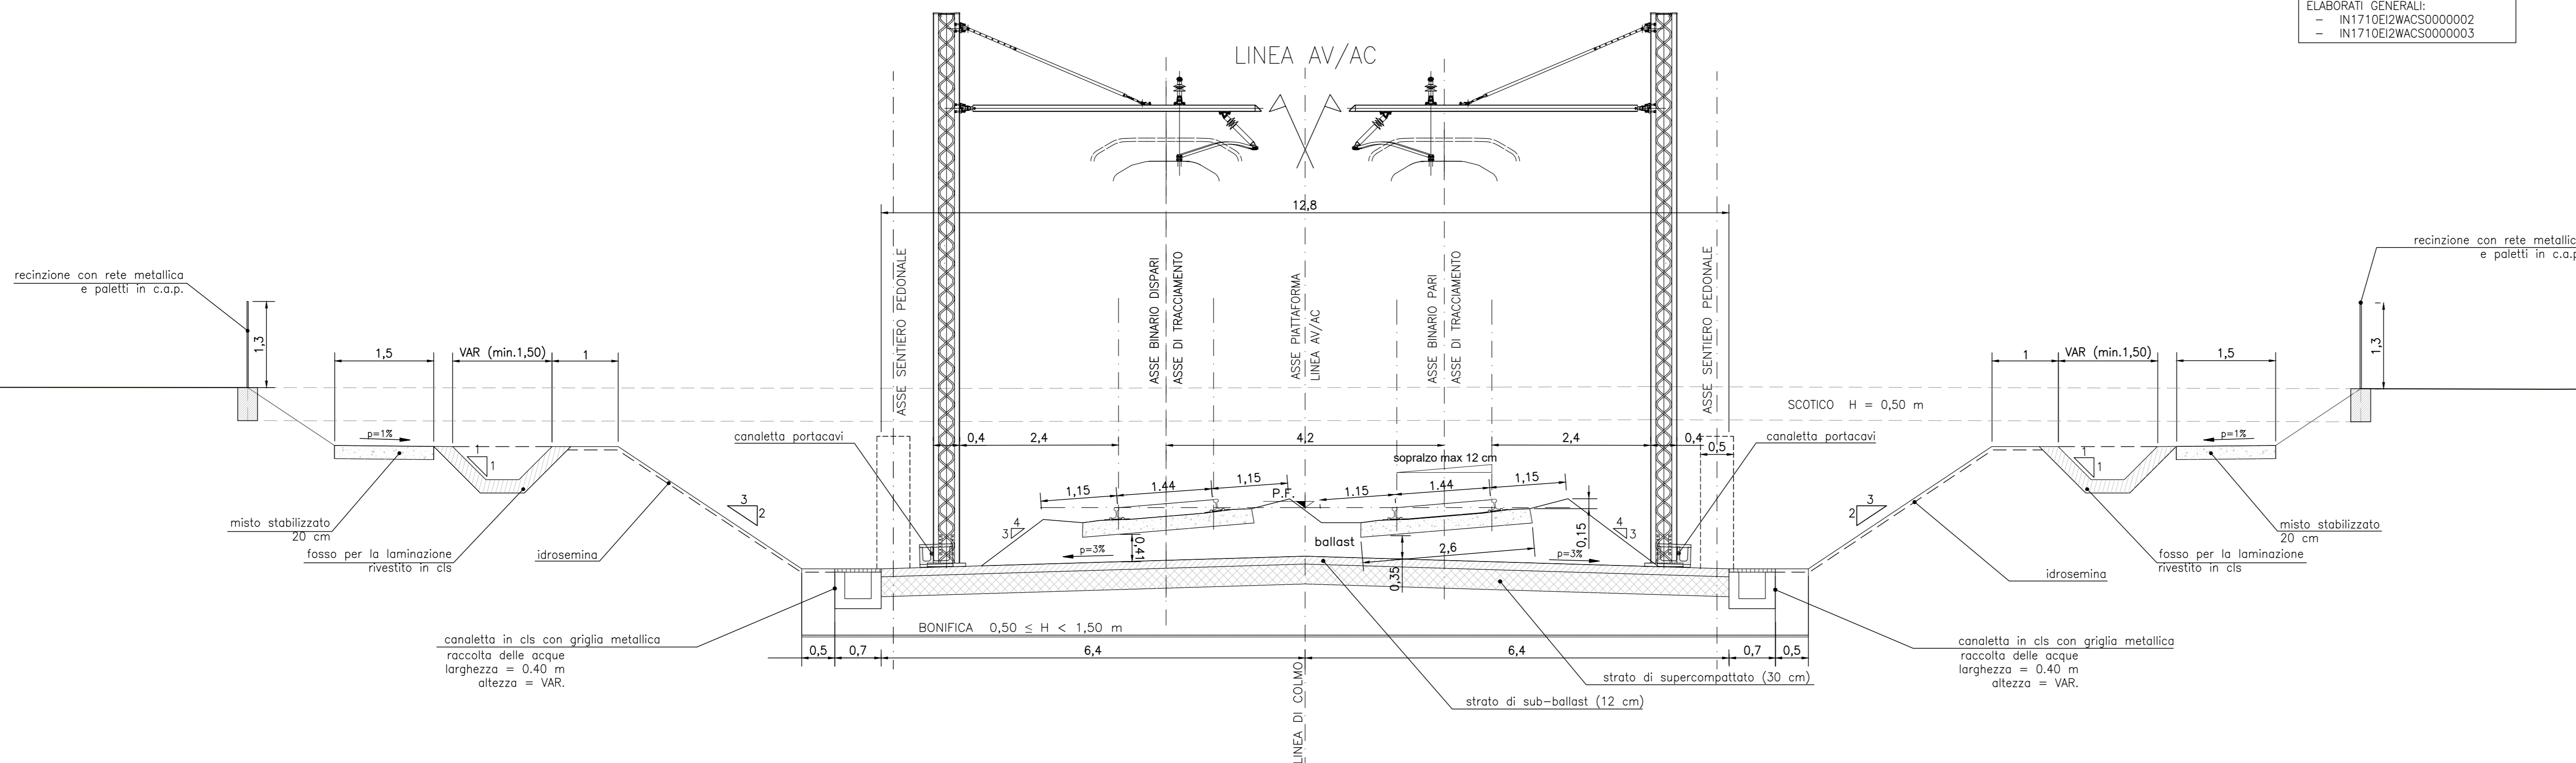 ELABORATI GENERALI:
– IN1710EI2WACS0000002
– IN1710EI2WACS0000003
LINEA AV/AC
12,8
recinzione con rete metallica
e paletti in c.a.p.
1,3
1,5
VAR (min.1,50)
1
p=1%
1
1
misto stabilizzato
20 cm
fosso per la laminazione
rivestito in cls
idrosemina
3
2
canaletta in cls con griglia metallica
raccolta delle acque
larghezza = 0.40 m
altezza = VAR.
canaletta portacavi
ASSE SENTIERO PEDONALE
ASSE BINARIO DISPARI
ASSE DI TRACCIAMENTO
ASSE PIATTAFORMA
LINEA AV/AC
ASSE BINARIO PARI
ASSE DI TRACCIAMENTO
ASSE SENTIERO PEDONALE
0,4
2,4
4,2
2,4
0,4
0,5
sopralzo max 12 cm
1,15
1.44
1,15
P.F.
1.15
1.44
1,15
4
3
4
3
0,15
0,41
p=3%
ballast
2,6
p=3%
0,35
BONIFICA 0,50 ≤ H < 1,50 m
0,5
0,7
6,4
6,4
0,7
0,5
LINEA DI COLMO
strato di supercompattato (30 cm)
strato di sub-ballast (12 cm)
canaletta portacavi
SCOTICO H = 0,50 m
recinzione con rete metallic
e paletti in c.a.p
1,3
1
VAR (min.1,50)
1,5
p=1%
1
1
3
2
misto stabilizzato
20 cm
fosso per la laminazione
rivestito in cls
idrosemina
canaletta in cls con griglia metallica
raccolta delle acque
larghezza = 0.40 m
altezza = VAR.